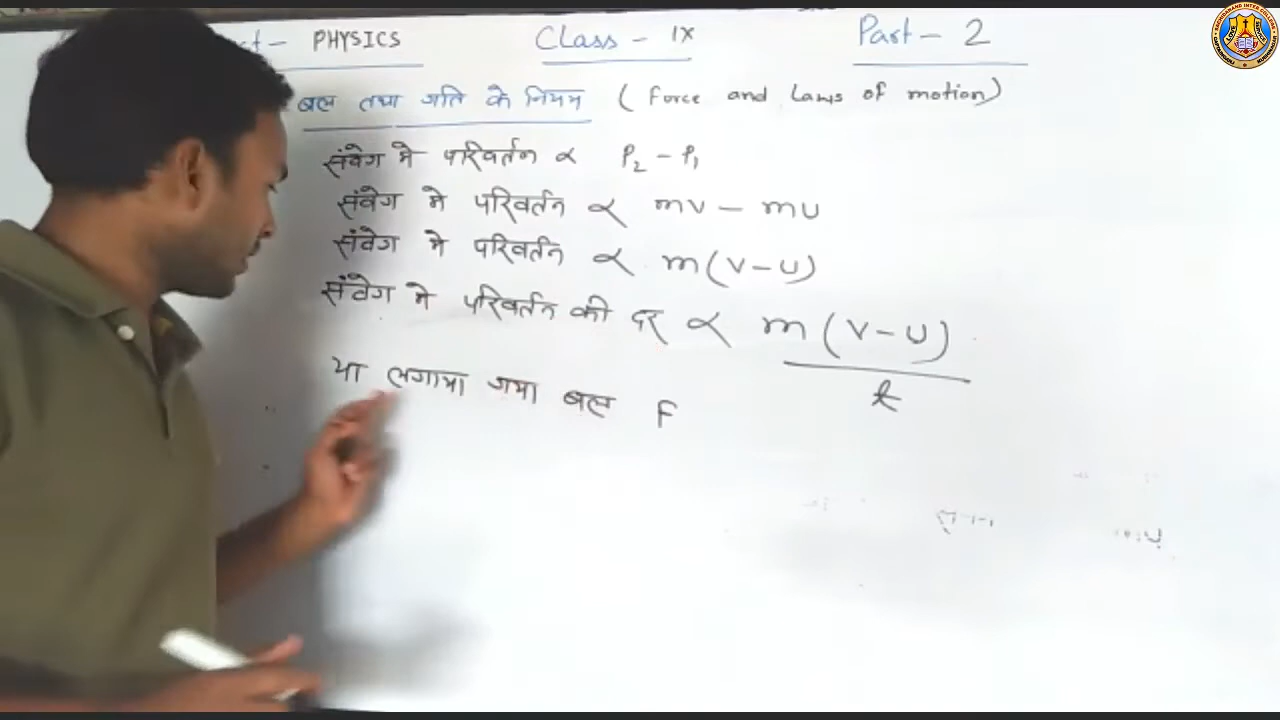 PHYSICS Class - IX Part - 2
बल तथा गति के नियम ( Force and Laws of motion )
संवेग मे परिवर्तन ∝ P₂ - P₁
संवेग मे परिवर्तन ∝ mv - mu
संवेग मे परिवर्तन ∝ m(v-u)
संवेग मे परिवर्तन की दर ∝ m(v-u)
t
या लगाया गया बल F